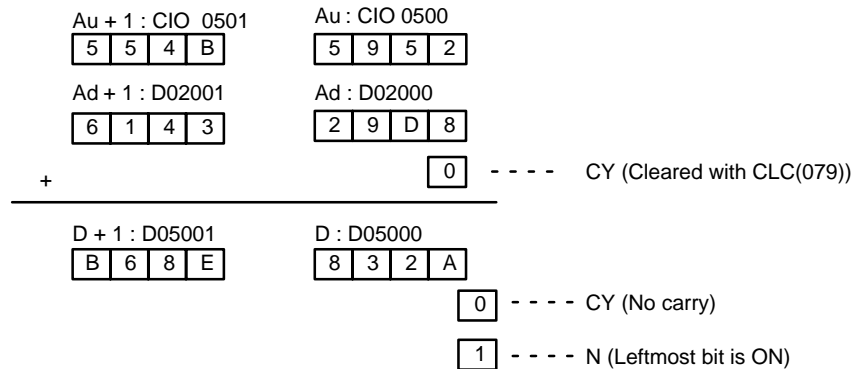 Au + 1 : CIO 0501 Au : CIO 0500
5 5 4 B 5 9 5 2
Ad + 1 : D02001 Ad : D02000
6 1 4 3 2 9 D 8
+ 0 - - - - CY (Cleared with CLC(079))
D + 1 : D05001 D : D05000
B 6 8 E 8 3 2 A
0 - - - - CY (No carry)
1 - - - - N (Leftmost bit is ON)